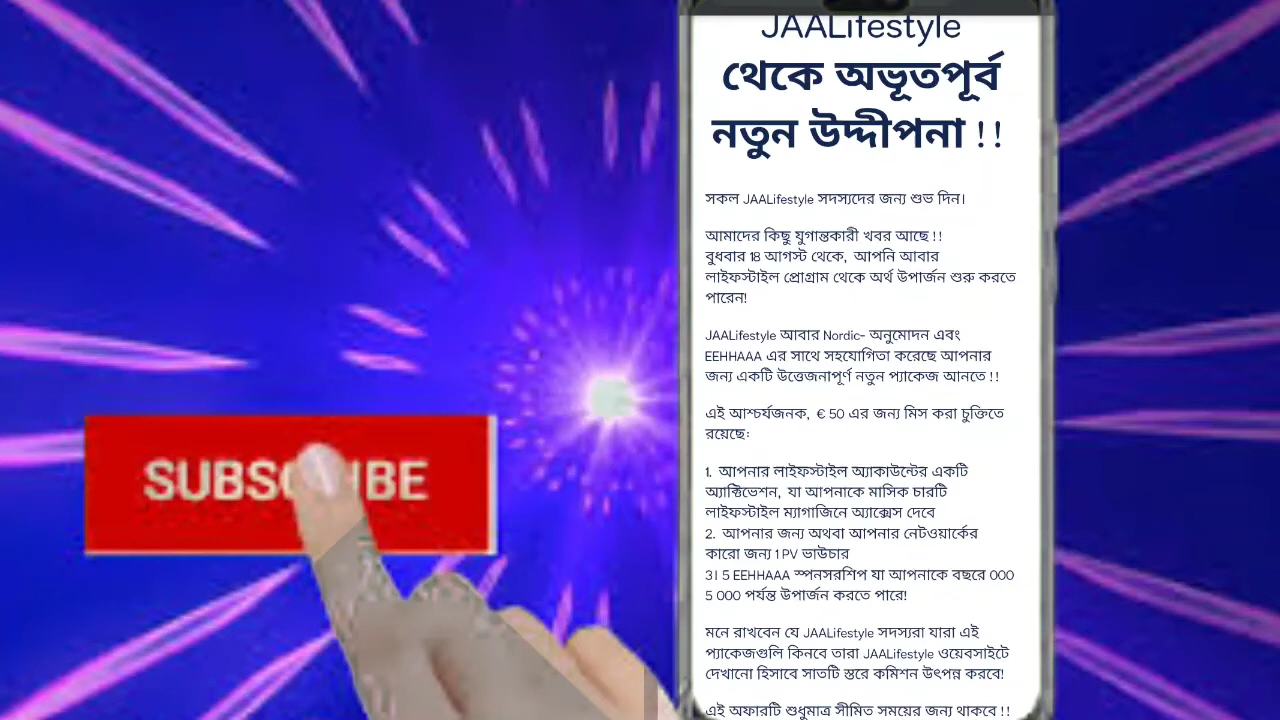 JAALifestyle
থেকে অভূতপূর্ব
নতুন উদ্দীপনা !!
সকল JAALifestyle সদস্যদের জন্য শুভ দিন।
আমাদের কিছু যুগান্তকারী খবর আছে !!
বুধবার 18 আগস্ট থেকে, আপনি আবার
লাইফস্টাইল প্রোগ্রাম থেকে অর্থ উপার্জন শুরু করতে
পারেন!
JAALifestyle আবার Nordic- অনুমোদন এবং
EEHHAAA এর সাথে সহযোগিতা করেছে আপনার
জন্য একটি উত্তেজনাপূর্ণ নতুন প্যাকেজ আনতে !!
এই আশ্চর্যজনক, € 50 এর জন্য মিস করা চুক্তিতে
রয়েছে:
1. আপনার লাইফস্টাইল অ্যাকাউন্টের একটি
অ্যাক্টিভেশন, যা আপনাকে মাসিক চারটি
লাইফস্টাইল ম্যাগাজিনে অ্যাক্সেস দেবে
2. আপনার জন্য অথবা আপনার নেটওয়ার্কের
কারো জন্য 1 PV ভাউচার
3। 5 EEHHAAA স্পনসরশিপ যা আপনাকে বছরে 000
5 000 পর্যন্ত উপার্জন করতে পারে!
মনে রাখবেন যে JAALifestyle সদস্যরা যারা এই
প্যাকেজগুলি কিনবে তারা JAALifestyle ওয়েবসাইটে
দেখানো হিসাবে সাতটি স্তরে কমিশন উৎপন্ন করবে!
এই অফারটি শুধুমাত্র সীমিত সময়ের জন্য থাকবে !!
SUBSCRIBE